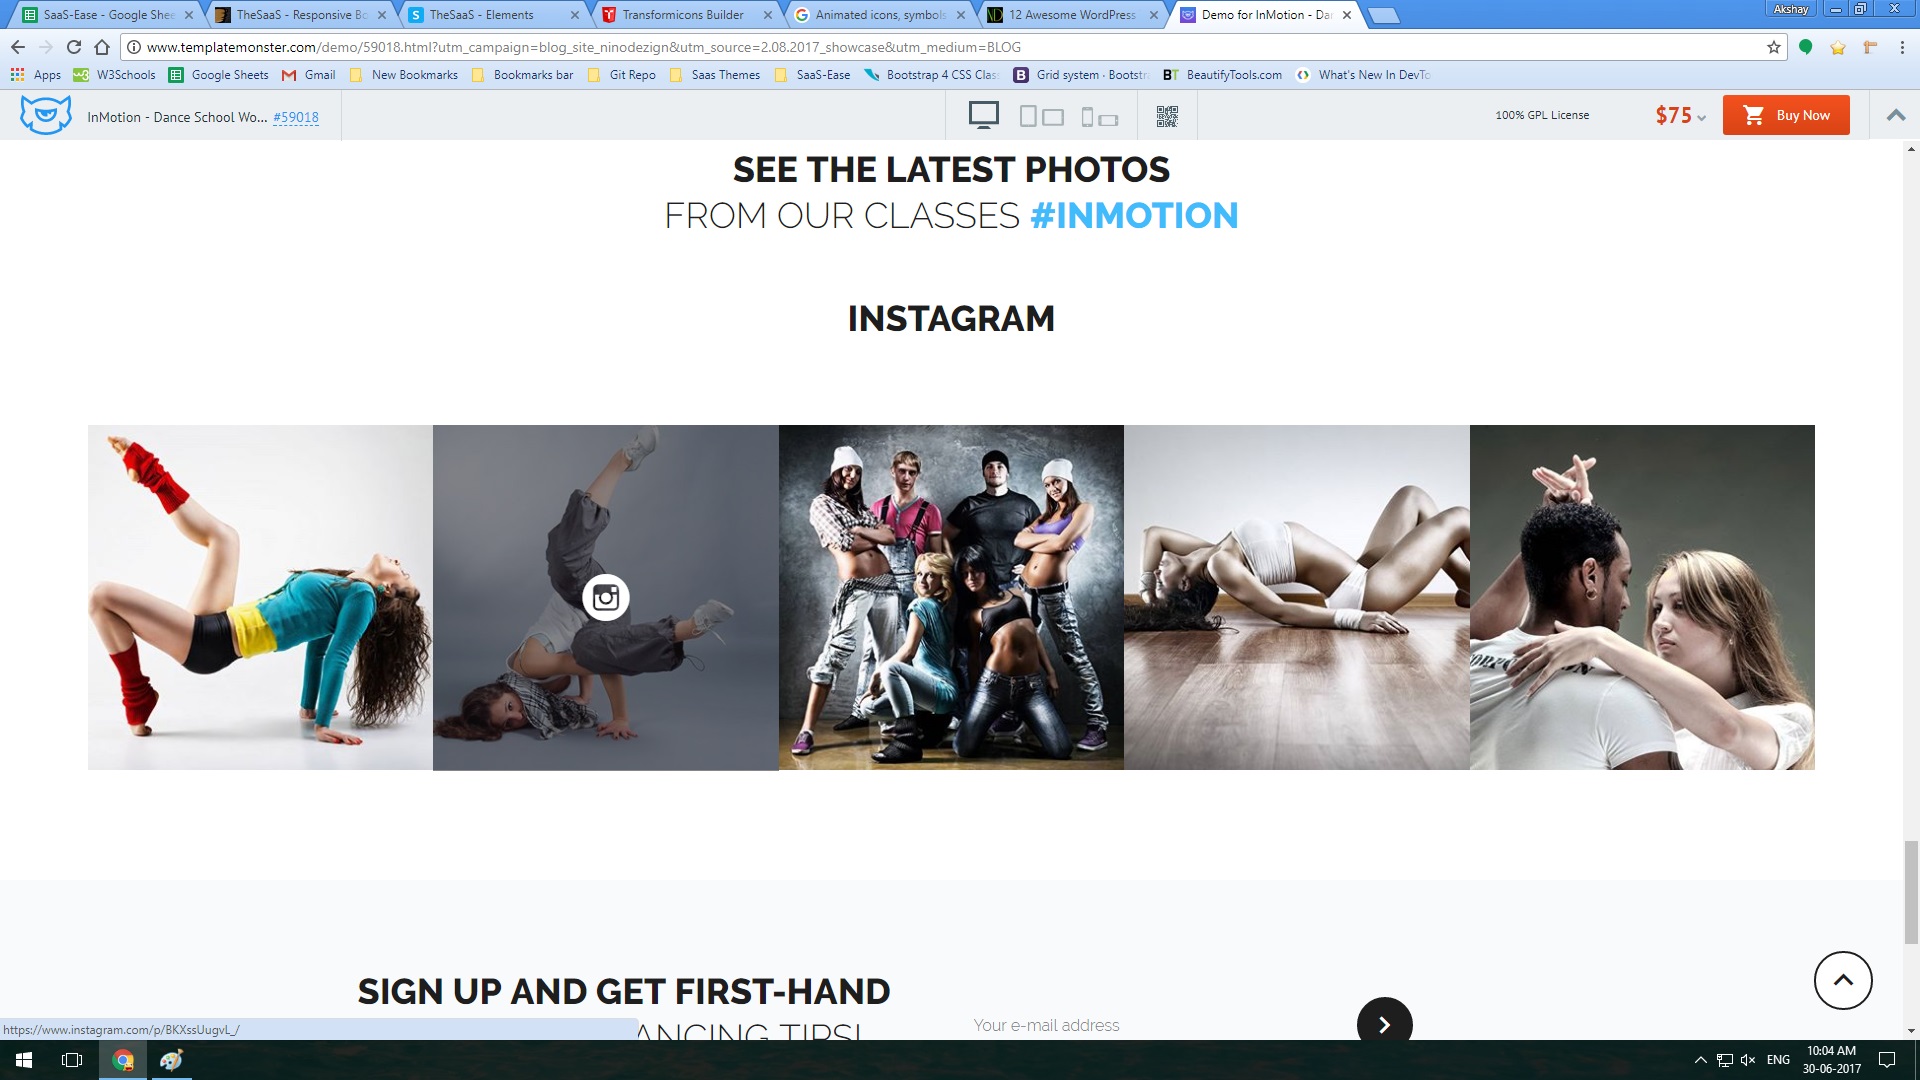 SaaS-Ease - Google Shee
TheSaaS - Responsive Bo
TheSaaS - Elements
Transformicons Builder
Animated icons, symbols
12 Awesome WordPress
Demo for InMotion - Da
Akshay
www.templatemonster.com/demo/59018.html?utm_campaign=blog_site_ninodezign&utm_source=2.08.2017_showcase&utm_medium=BLOG
Apps
W3Schools
Google Sheets
Gmail
New Bookmarks
Bookmarks bar
Git Repo
Saas Themes
SaaS-Ease
Bootstrap 4 CSS Clas
Grid system · Bootstr
BT BeautifyTools.com
What's New In DevTo
InMotion - Dance School Wo... #59018
100% GPL License
$75
Buy Now
SEE THE LATEST PHOTOS
FROM OUR CLASSES #INMOTION
INSTAGRAM
SIGN UP AND GET FIRST-HAND
ANCING TIPS!
Your e-mail address
https://www.instagram.com/p/BKXssUugvL_/
ENG
10:04 AM
30-06-2017